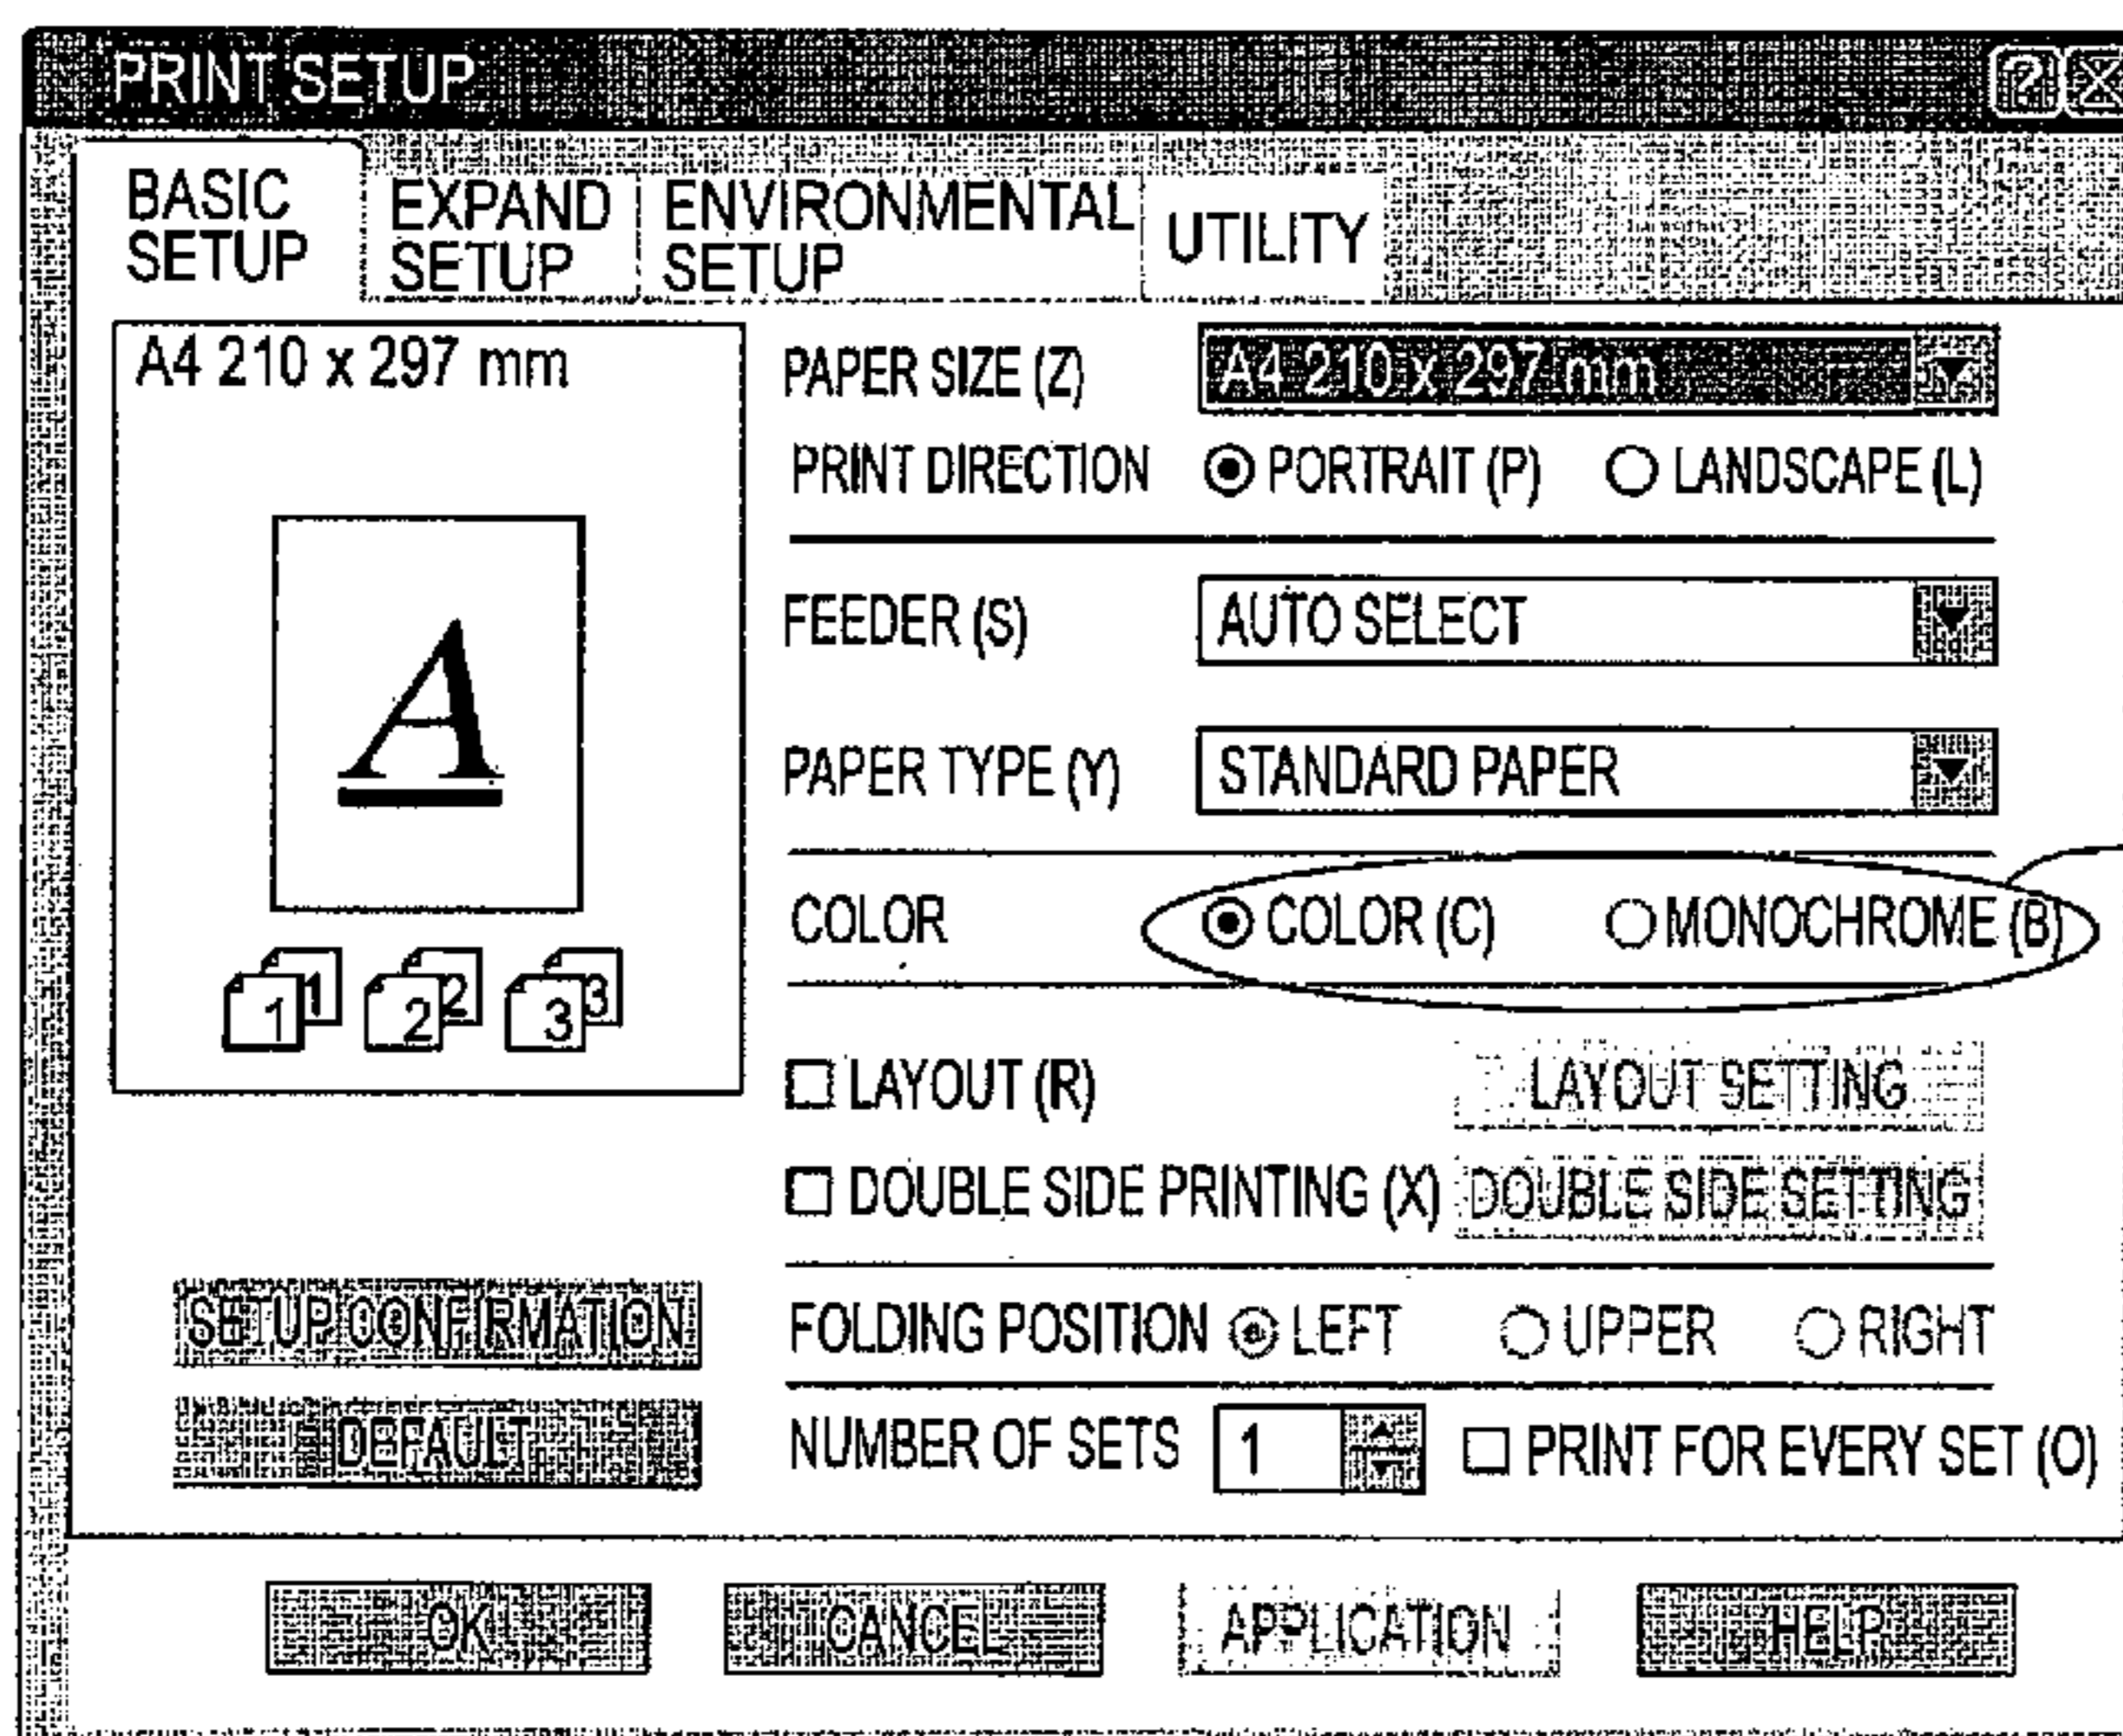 PRINT SETUP
?
BASIC SETUP
EXPAND SETUP
ENVIRONMENTAL SETUP
UTILITY
A4 210 x 297 mm
A
1 1 2 2 3 3
SETUP CONFIRMATION
DEFAULT
PAPER SIZE (Z) A4 210 x 297 mm
PRINT DIRECTION PORTRAIT (P) LANDSCAPE (L)
FEEDER (S) AUTO SELECT
PAPER TYPE (Y) STANDARD PAPER
COLOR COLOR (C) MONOCHROME (B)
LAYOUT (R) LAYOUT SETTING
DOUBLE SIDE PRINTING (X) DOUBLE SIDE SETTING
FOLDING POSITION LEFT UPPER RIGHT
NUMBER OF SETS 1 PRINT FOR EVERY SET (O)
OK CANCEL APPLICATION HELP